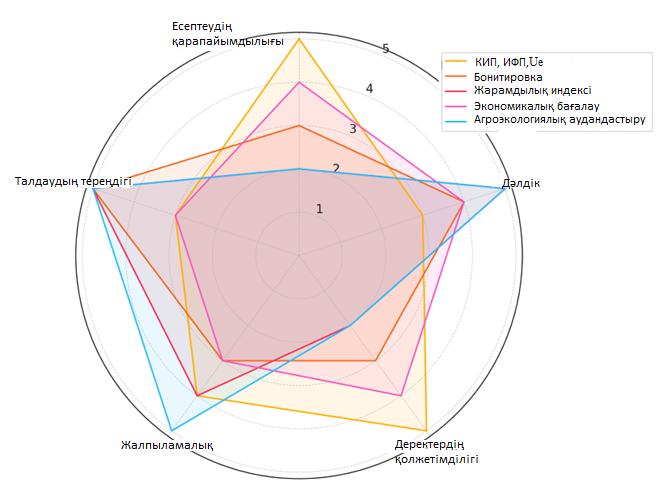 Есептеудің
қарапайымдылығы
5
КИП, ИФП,Ue
Бонитировка
Жарамдылық индексі
Экономикалық бағалау
Агроэкологиялық аудандастыру
4
3
2
1
Талдаудың тереңдігі
Дәлдік
Жалпыламалық
Деректердің
қолжетімділігі